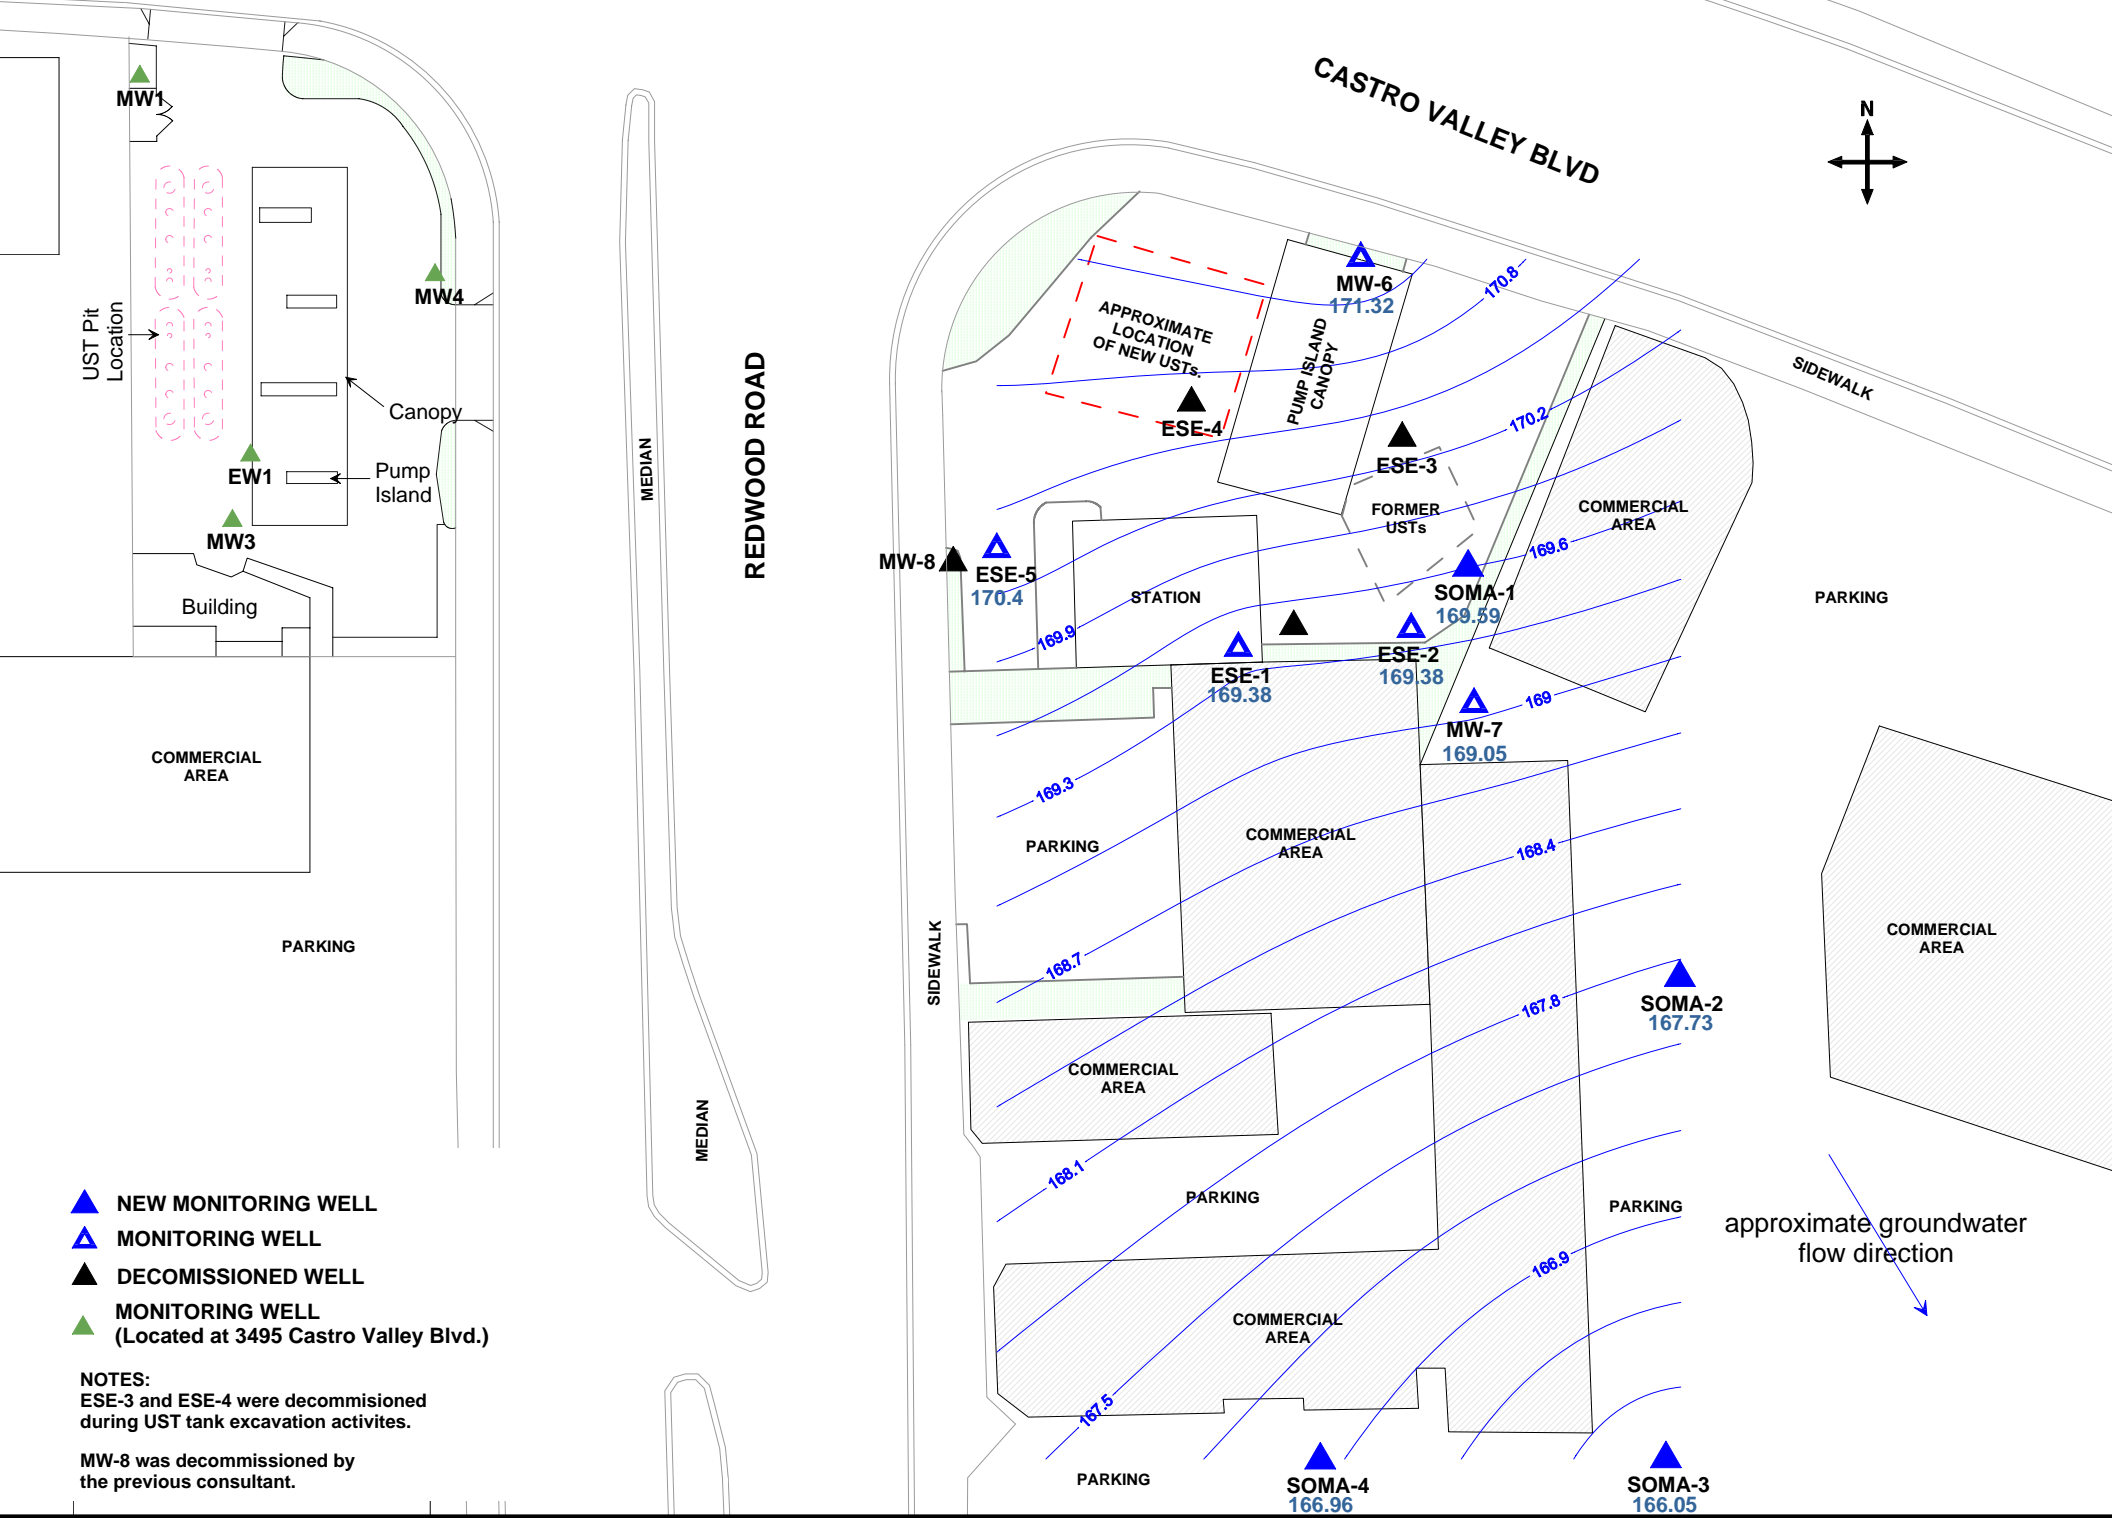 CASTRO VALLEY BLVD
N
MW1
MW4
UST Pit
Location
Canopy
EW1
Pump
Island
MW3
Building
COMMERCIAL
AREA
PARKING
MEDIAN
REDWOOD ROAD
MEDIAN
SIDEWALK
SIDEWALK
MW-6
171.32
170.8
APPROXIMATE
LOCATION
OF NEW USTs.
PUMP ISLAND
CANOPY
ESE-4
ESE-3
170.2
FORMER
USTs
COMMERCIAL
AREA
169.6
MW-8
ESE-5
170.4
STATION
SOMA-1
169.59
PARKING
169.9
ESE-1
169.38
ESE-2
169.38
169
MW-7
169.05
169.3
PARKING
COMMERCIAL
AREA
168.4
168.7
COMMERCIAL
AREA
167.8
SOMA-2
167.73
COMMERCIAL
AREA
168.1
PARKING
PARKING
approximate groundwater
flow direction
166.9
COMMERCIAL
AREA
167.5
PARKING
SOMA-4
166.96
SOMA-3
166.05
NEW MONITORING WELL
MONITORING WELL
DECOMISSIONED WELL
MONITORING WELL
(Located at 3495 Castro Valley Blvd.)
NOTES:
ESE-3 and ESE-4 were decommisioned
during UST tank excavation activites.
MW-8 was decommissioned by
the previous consultant.